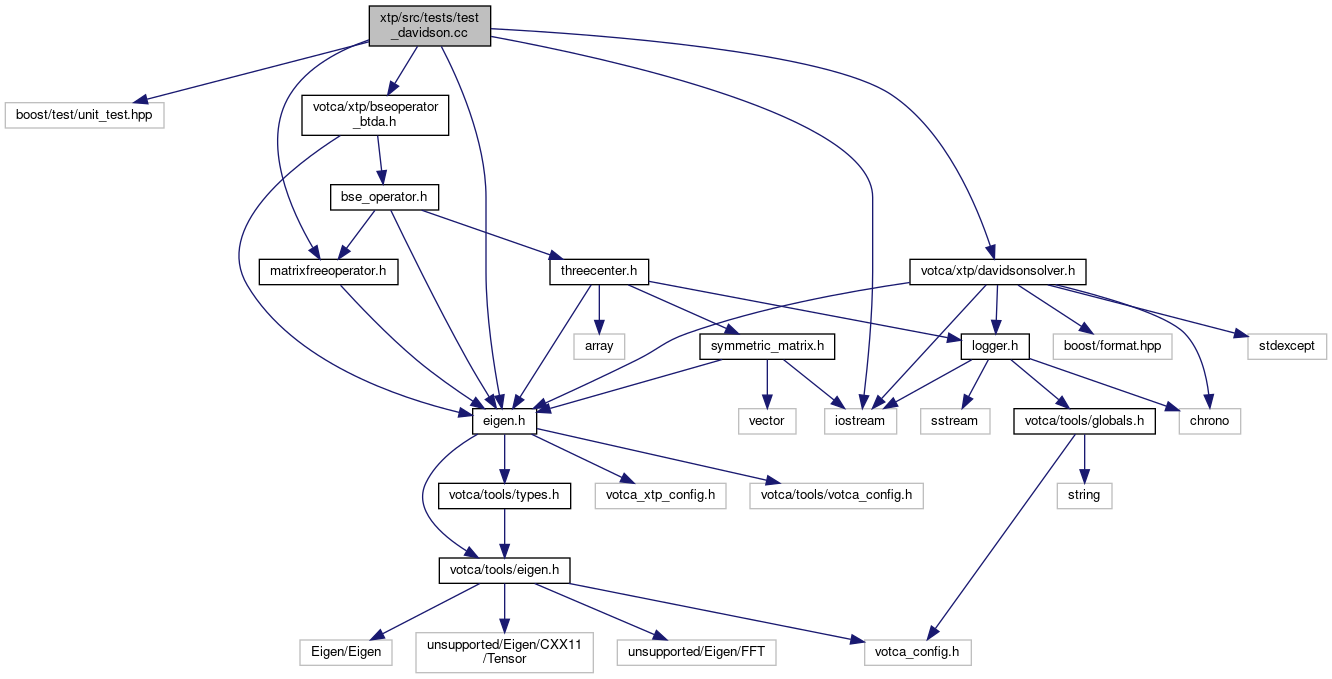 xtp/src/tests/test
_davidson.cc
boost/test/unit_test.hpp
votca/xtp/bseoperator
_btda.h
bse_operator.h
matrixfreeoperator.h
threecenter.h
votca/xtp/davidsonsolver.h
array
symmetric_matrix.h
logger.h
boost/format.hpp
stdexcept
eigen.h
vector
iostream
sstream
votca/tools/globals.h
chrono
votca/tools/types.h
votca_xtp_config.h
votca/tools/votca_config.h
string
votca/tools/eigen.h
Eigen/Eigen
unsupported/Eigen/CXX11
/Tensor
unsupported/Eigen/FFT
votca_config.h